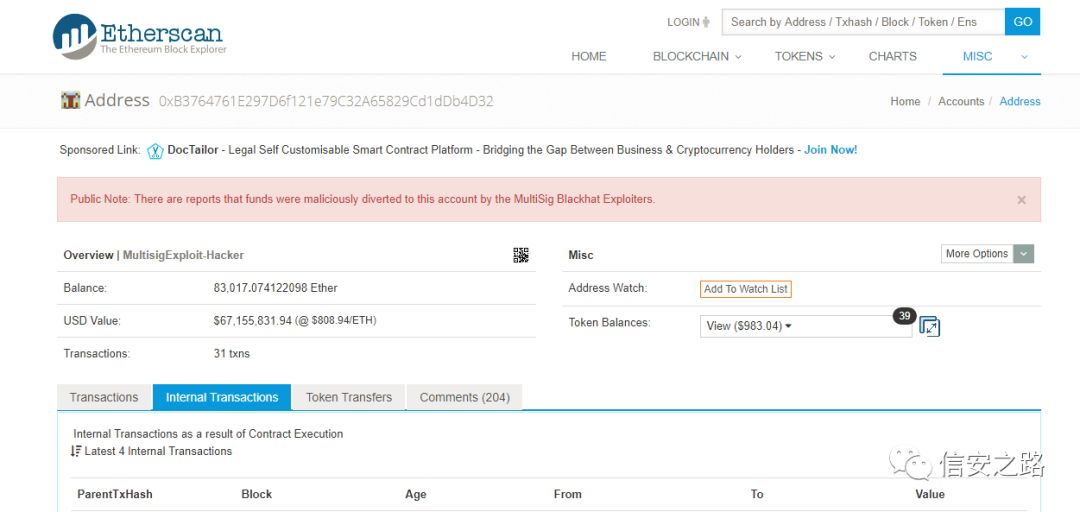 Etherscan
The Ethereum Block Explorer
LOGIN
Search by Address / Txhash / Block / Token / Ens
GO
HOME BLOCKCHAIN TOKENS CHARTS MISC
Address 0xB3764761E297D6f121e79C32A65829Cd1dDb4D32
Home / Accounts / Address
Sponsored Link: DocTailor - Legal Self Customisable Smart Contract Platform - Bridging the Gap Between Business & Cryptocurrency Holders - Join Now!
Public Note: There are reports that funds were maliciously diverted to this account by the MultiSig Blackhat Exploiters. ×
Overview | MultisigExploit-Hacker
Balance: 83,017.074122098 Ether
USD Value: $67,155,831.94 (@ $808.94/ETH)
Transactions: 31 txns
Misc More Options
Address Watch: Add To Watch List
Token Balances: View ($983.04) 39
Transactions Internal Transactions Token Transfers Comments (204)
Internal Transactions as a result of Contract Execution
Latest 4 Internal Transactions
ParentTxHash Block Age From To Value
信安之路